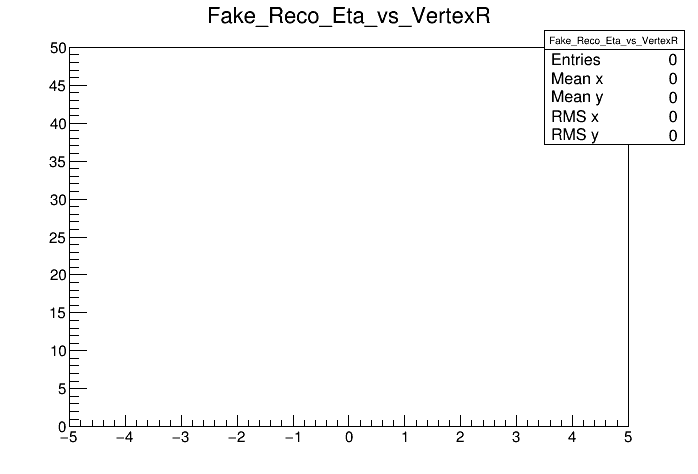 Fake_Reco_Eta_vs_VertexR
Fake_Reco_Eta_vs_VertexR
Entries 0
Mean x 0
Mean y 0
RMS x 0
RMS y 0
50
45
40
35
30
25
20
15
10
5
0
−5 −4 −3 −2 −1 0 1 2 3 4 5